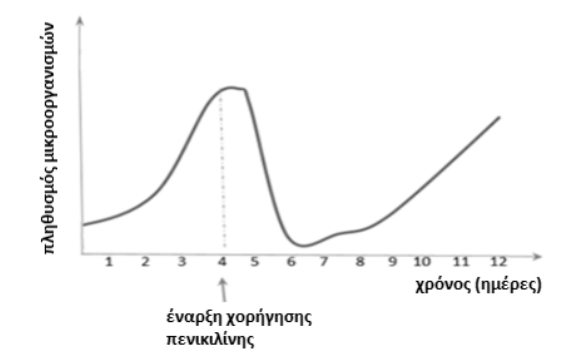 πληθυσμός μικροοργανισμών
1 2 3 4 5 6 7 8 9 10 11 12
χρόνος (ημέρες)
έναρξη χορήγησης
πενικιλίνης